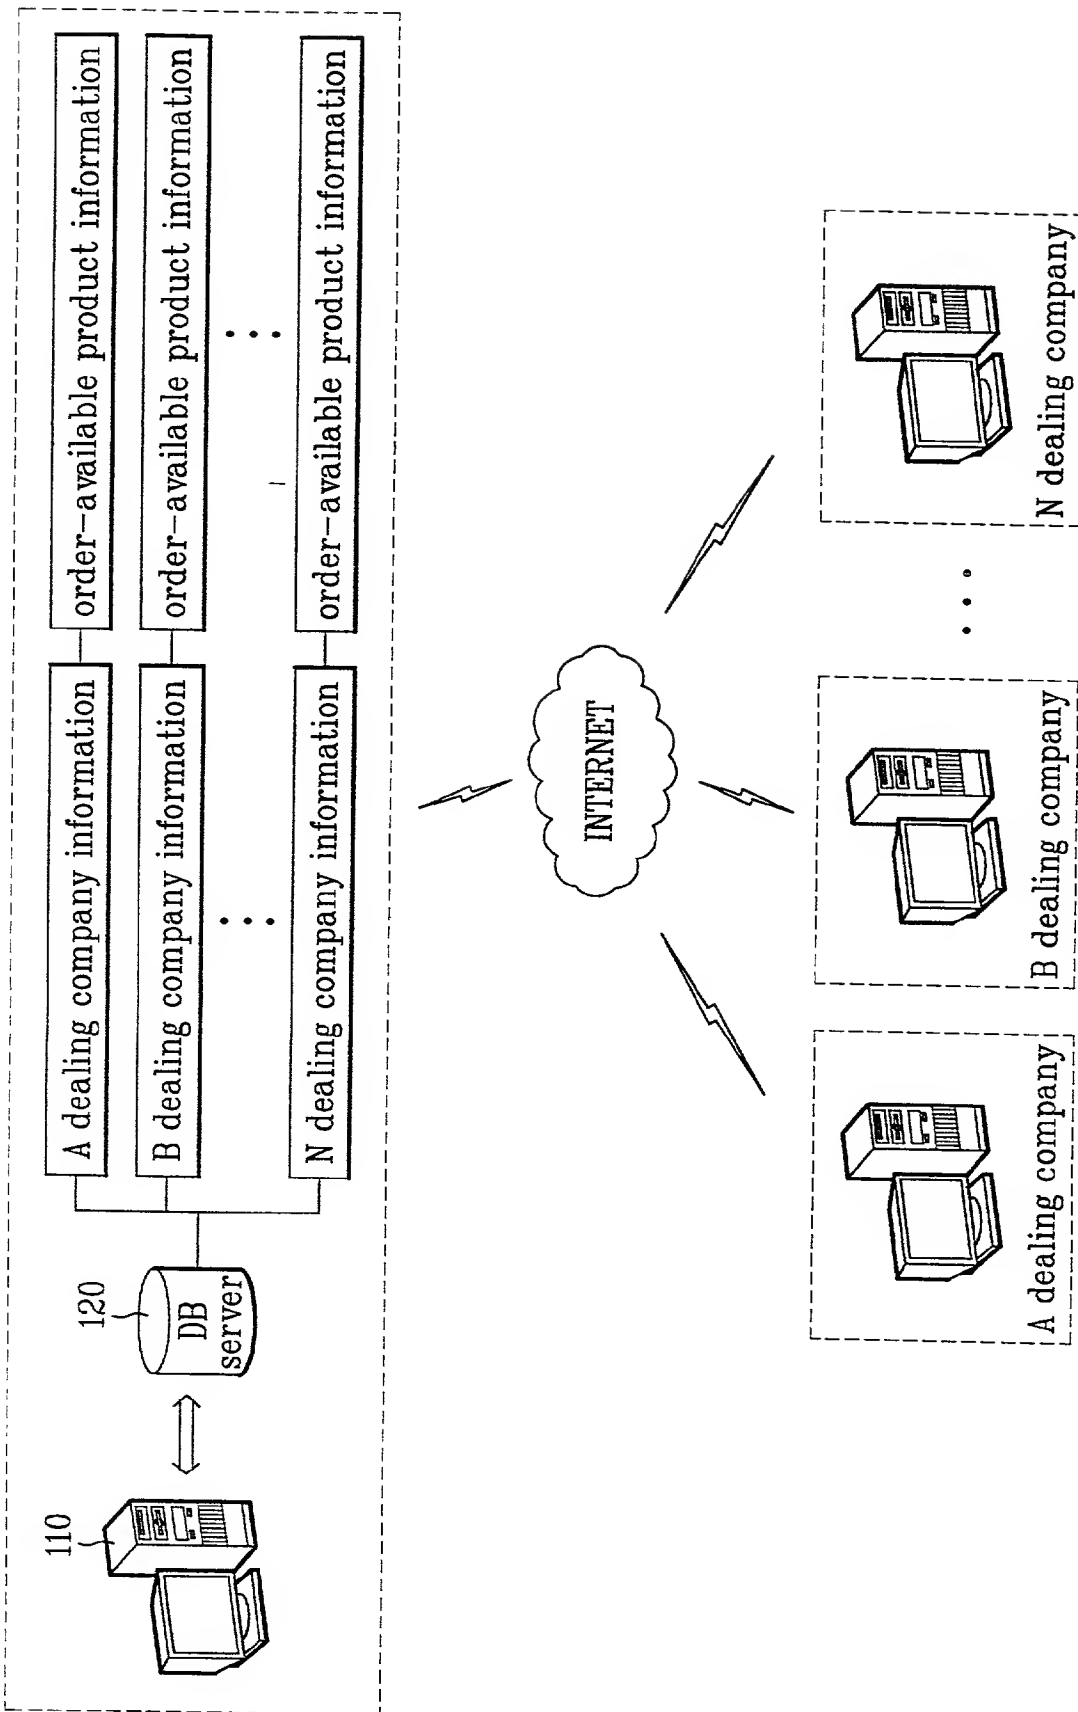 110
120
DB
server
A dealing company information
order-available product information
B dealing company information
order-available product information
N dealing company information
order-available product information
INTERNET
A dealing company
B dealing company
N dealing company